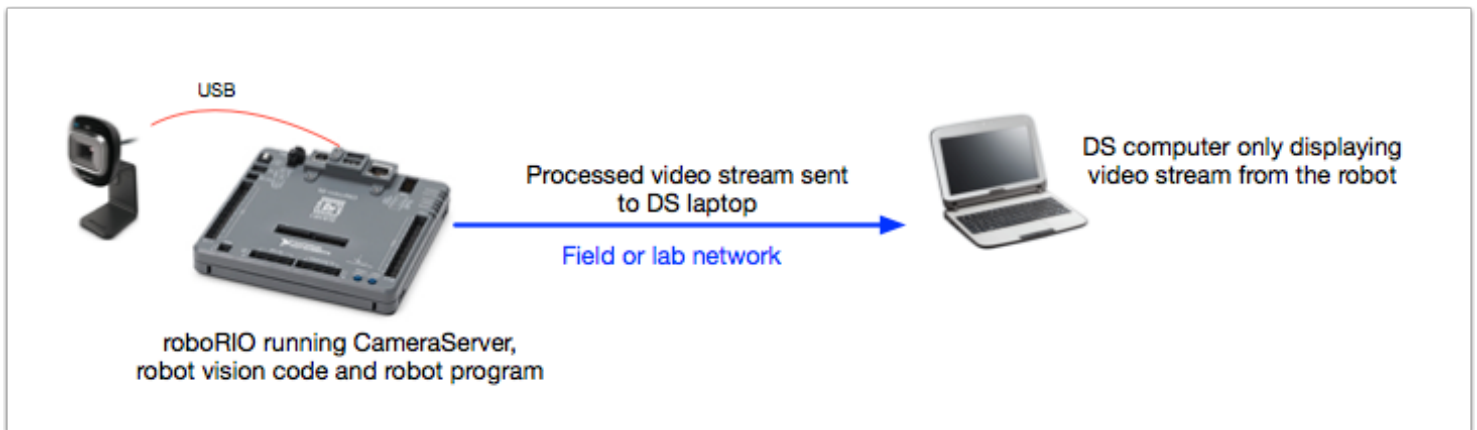 USB
Processed video stream sent
to DS laptop
Field or lab network
DS computer only displaying
video stream from the robot
roboRIO running CameraServer,
robot vision code and robot program